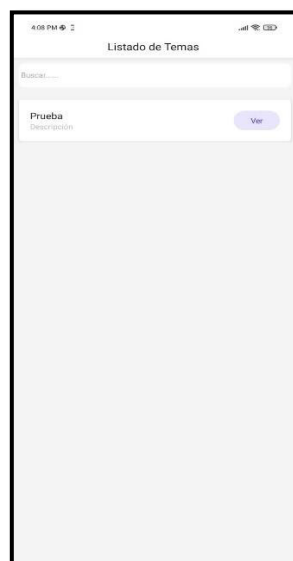 4:08 PM
Listado de Temas
Buscar......
Prueba
Descripción
Ver